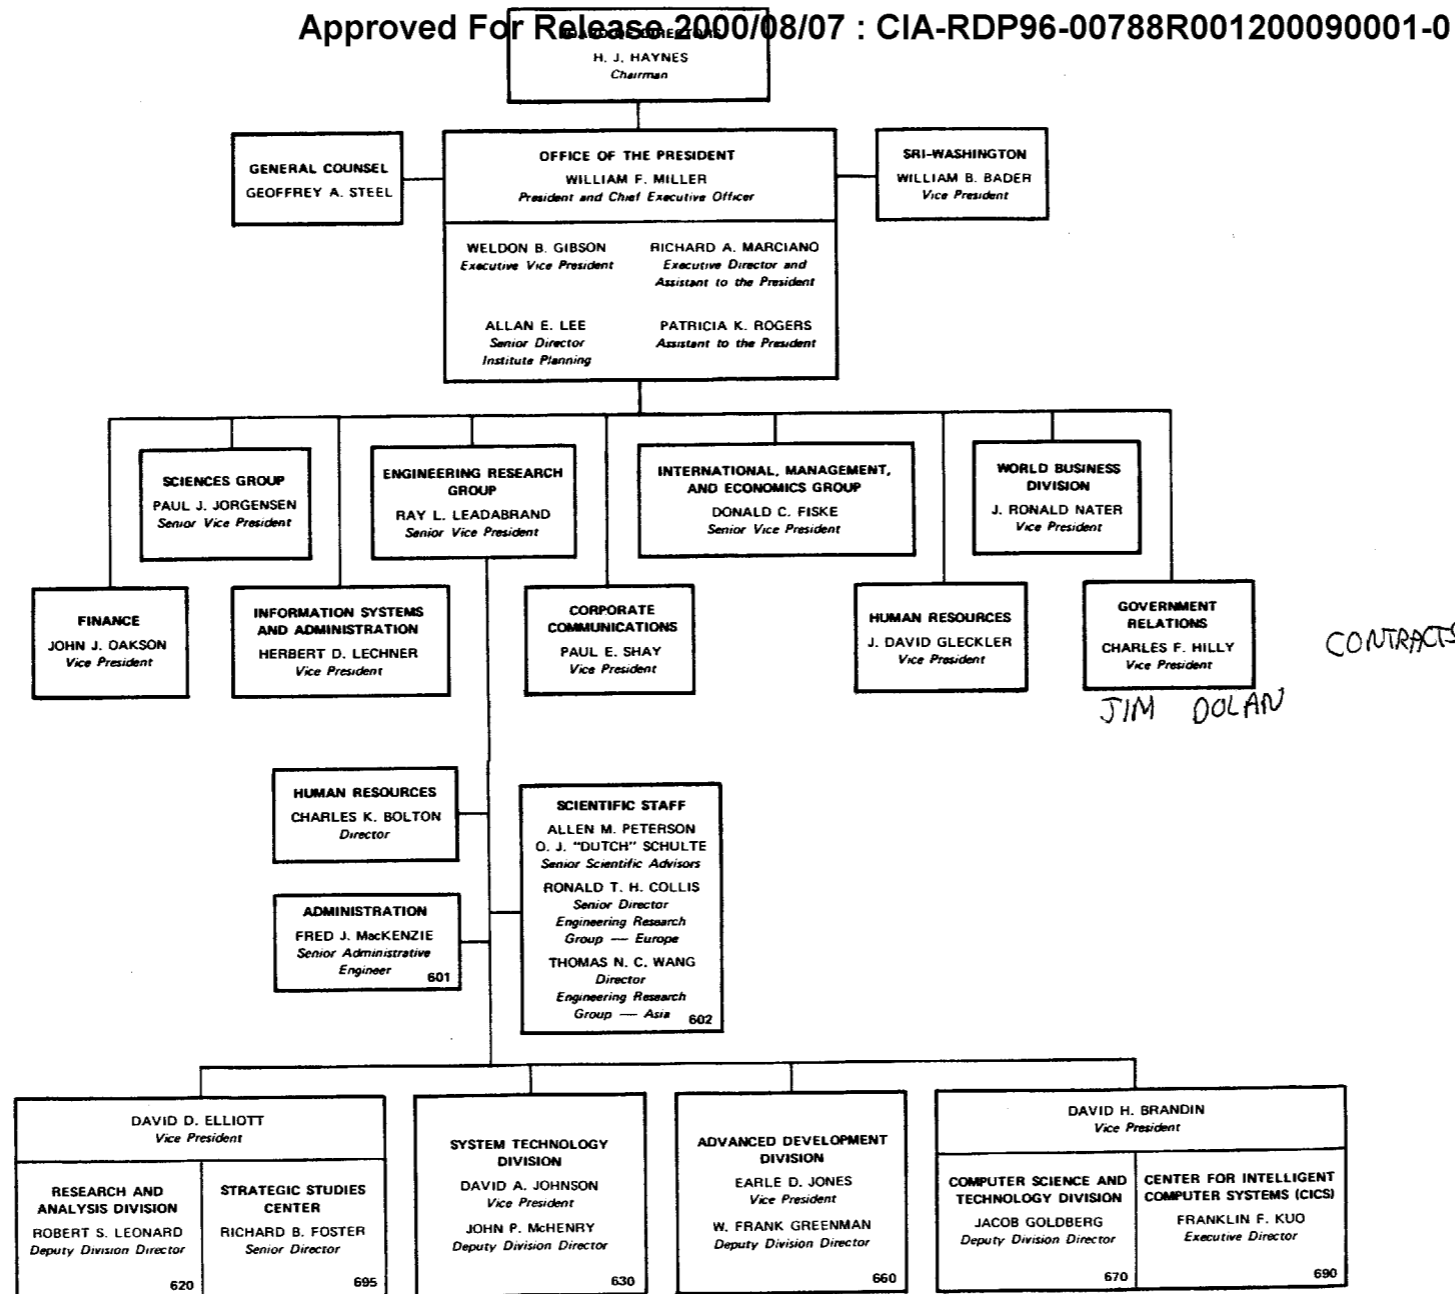 Approved For Release 2000/08/07 : CIA-RDP96-00788R001200090001-0
BOARD OF DIRECTORS
H. J. HAYNES
Chairman
GENERAL COUNSEL
GEOFFREY A. STEEL
OFFICE OF THE PRESIDENT
WILLIAM F. MILLER
President and Chief Executive Officer
SRI-WASHINGTON
WILLIAM B. BADER
Vice President
WELDON B. GIBSON
Executive Vice President
RICHARD A. MARCIANO
Executive Director and
Assistant to the President
ALLAN E. LEE
Senior Director
Institute Planning
PATRICIA K. ROGERS
Assistant to the President
SCIENCES GROUP
PAUL J. JORGENSEN
Senior Vice President
ENGINEERING RESEARCH
GROUP
RAY L. LEADABRAND
Senior Vice President
INTERNATIONAL, MANAGEMENT,
AND ECONOMICS GROUP
DONALD C. FISKE
Senior Vice President
WORLD BUSINESS
DIVISION
J. RONALD NATER
Vice President
FINANCE
JOHN J. OAKSON
Vice President
INFORMATION SYSTEMS
AND ADMINISTRATION
HERBERT D. LECHNER
Vice President
CORPORATE
COMMUNICATIONS
PAUL E. SHAY
Vice President
HUMAN RESOURCES
J. DAVID GLECKLER
Vice President
GOVERNMENT
RELATIONS
CHARLES F. HILLY
Vice President
CONTRACTS
JIM DOLAN
HUMAN RESOURCES
CHARLES K. BOLTON
Director
ADMINISTRATION
FRED J. MacKENZIE
Senior Administrative
Engineer
601
SCIENTIFIC STAFF
ALLEN M. PETERSON
O. J. "DUTCH" SCHULTE
Senior Scientific Advisors
RONALD T. H. COLLIS
Senior Director
Engineering Research
Group — Europe
THOMAS N. C. WANG
Director
Engineering Research
Group — Asia
602
DAVID D. ELLIOTT
Vice President
RESEARCH AND
ANALYSIS DIVISION
ROBERT S. LEONARD
Deputy Division Director
620
STRATEGIC STUDIES
CENTER
RICHARD B. FOSTER
Senior Director
695
SYSTEM TECHNOLOGY
DIVISION
DAVID A. JOHNSON
Vice President
JOHN P. McHENRY
Deputy Division Director
630
ADVANCED DEVELOPMENT
DIVISION
EARLE D. JONES
Vice President
W. FRANK GREENMAN
Deputy Division Director
660
DAVID H. BRANDIN
Vice President
COMPUTER SCIENCE AND
TECHNOLOGY DIVISION
JACOB GOLDBERG
Deputy Division Director
670
CENTER FOR INTELLIGENT
COMPUTER SYSTEMS (CICS)
FRANKLIN F. KUO
Executive Director
690